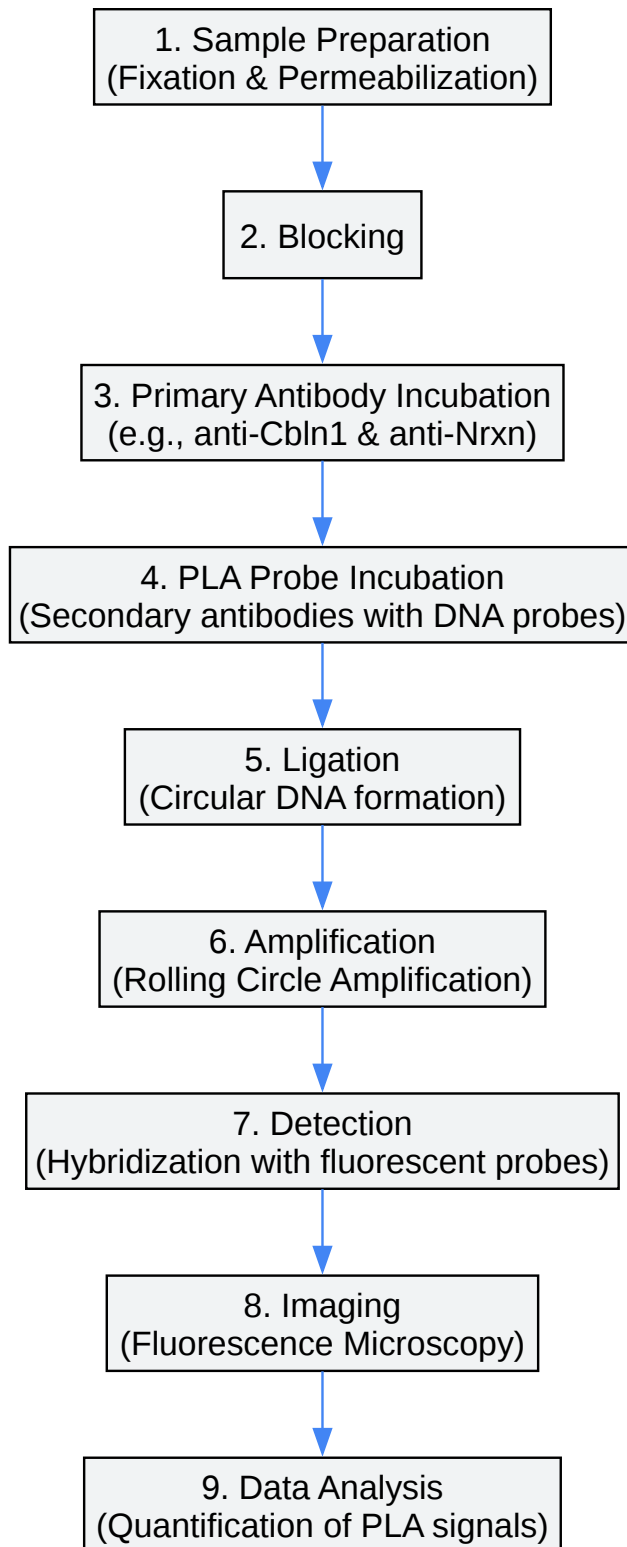 1. Sample Preparation
(Fixation & Permeabilization)
2. Blocking
3. Primary Antibody Incubation
(e.g., anti-Cbln1 & anti-Nrxn)
4. PLA Probe Incubation
(Secondary antibodies with DNA probes)
5. Ligation
(Circular DNA formation)
6. Amplification
(Rolling Circle Amplification)
7. Detection
(Hybridization with fluorescent probes)
8. Imaging
(Fluorescence Microscopy)
9. Data Analysis
(Quantification of PLA signals)